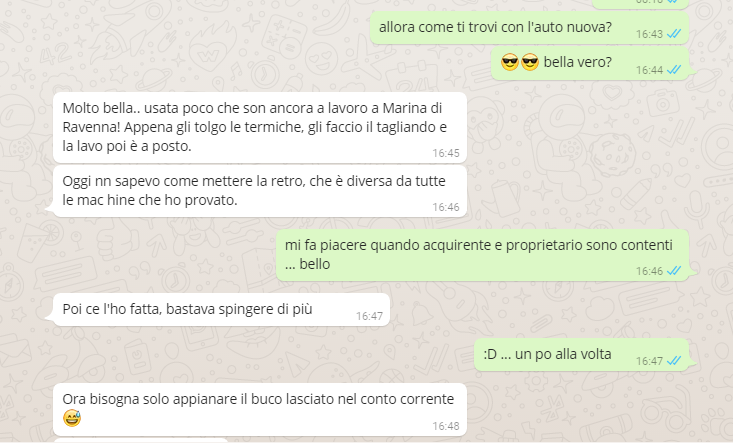 allora come ti trovi con l'auto nuova?
16:43
😎😎 bella vero?
16:44
Molto bella.. usata poco che son ancora a lavoro a Marina di
Ravenna! Appena gli tolgo le termiche, gli faccio il tagliando e
la lavo poi è a posto.
16:45
Oggi nn sapevo come mettere la retro, che è diversa da tutte
le mac hine che ho provato.
16:46
mi fa piacere quando acquirente e proprietario sono contenti
... bello
16:46
Poi ce l'ho fatta, bastava spingere di più
16:47
:D ... un po alla volta
16:47
Ora bisogna solo appianare il buco lasciato nel conto corrente
😅
16:48